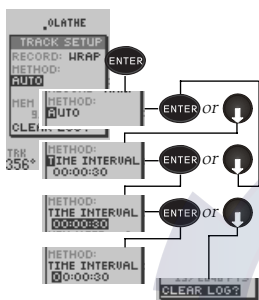 OLATHE
TRACK SETUP
RECORD: WRAP
METHOD:
AUTO
MEM
CLEAR LOG?
TRK
356°
ENTER
METHOD:
AUTO
ENTER or
METHOD:
TIME INTERVAL
00:00:30
METHOD:
TIME INTERVAL
00:00:30
ENTER or
METHOD:
TIME INTERVAL
00:00:30
CLEAR LOG?